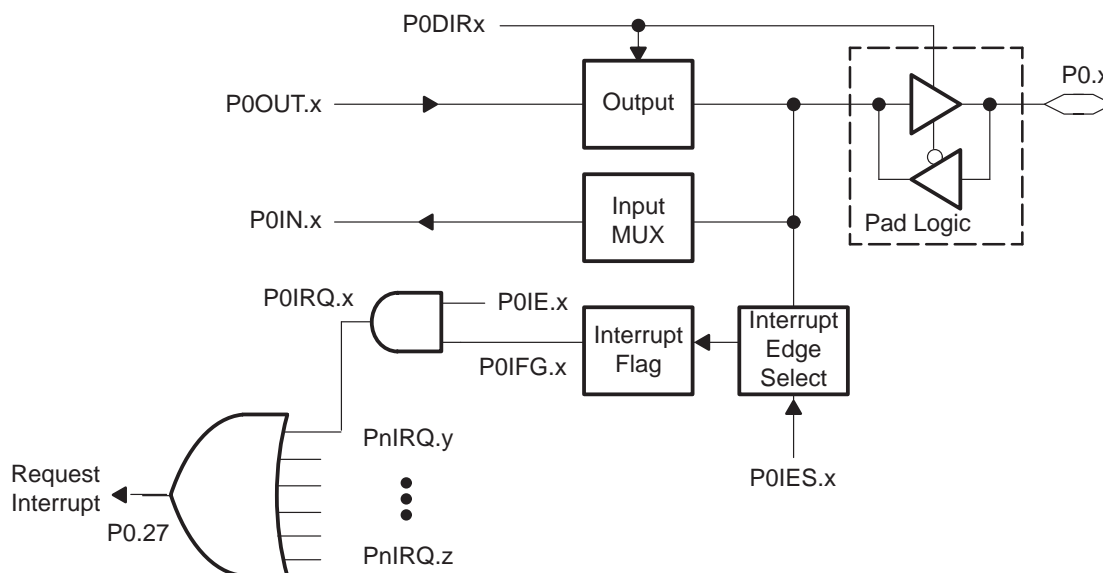 P0DIRx
P0.x
P0OUT.x
Output
P0IN.x
Input
MUX
Pad Logic
P0IRQ.x
P0IE.x
P0IFG.x
Interrupt
Flag
Interrupt
Edge
Select
P0IES.x
PnIRQ.y
Request
Interrupt
P0.27
PnIRQ.z